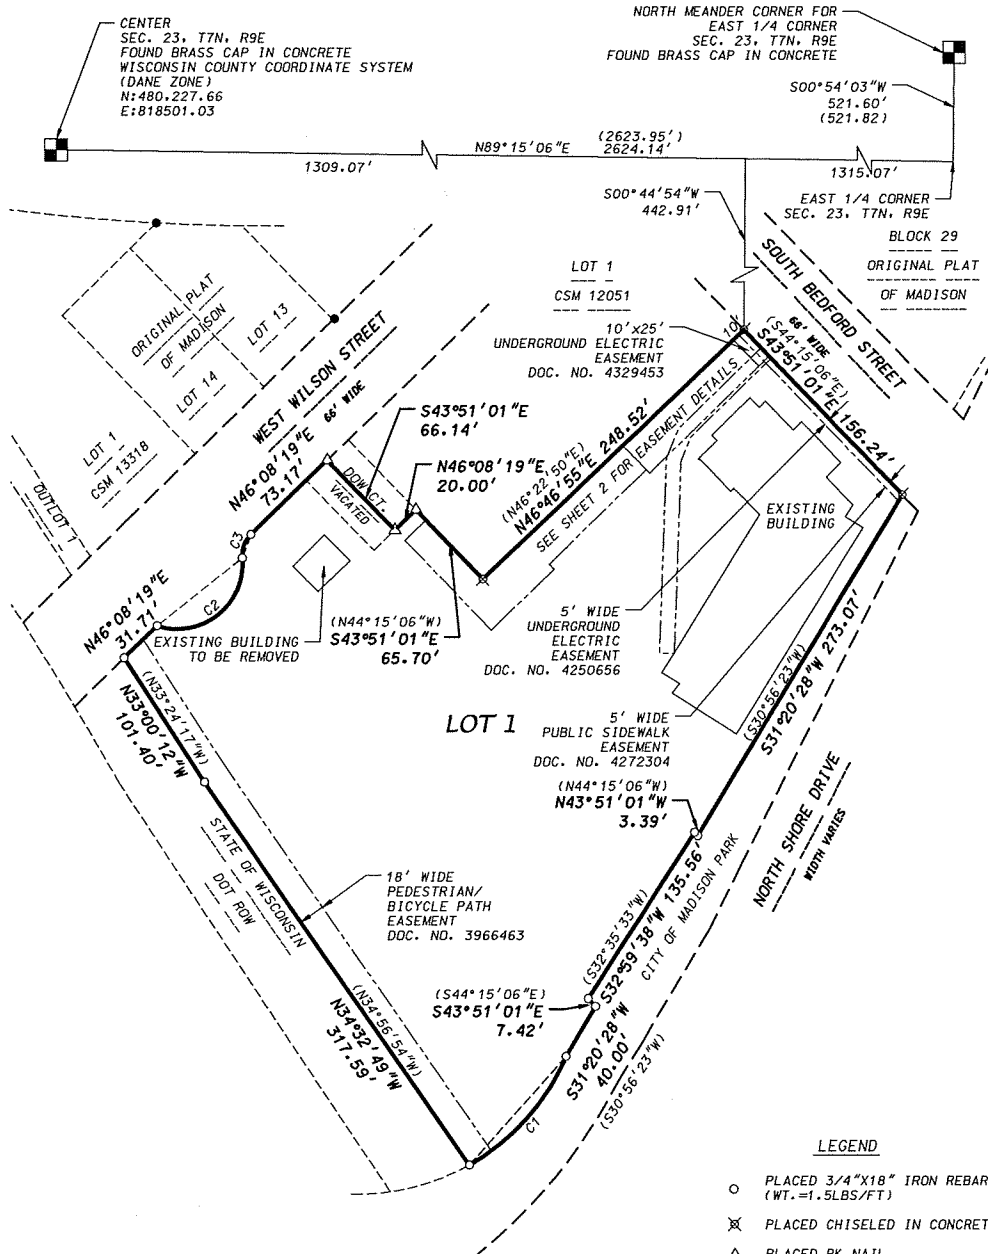 CENTER
SEC. 23, T7N, R9E
FOUND BRASS CAP IN CONCRETE
WISCONSIN COUNTY COORDINATE SYSTEM
(DANE ZONE)
N:480,227.66
E:818501.03
NORTH MEANDER CORNER FOR
EAST 1/4 CORNER
SEC. 23, T7N, R9E
FOUND BRASS CAP IN CONCRETE
S00°54'03"W
521.60'
(521.82)
N89°15'06"E
(2623.95')
2624.14'
1309.07'
1315.07'
S00°44'54"W
442.91'
EAST 1/4 CORNER
SEC. 23, T7N, R9E
BLOCK 29
ORIGINAL PLAT
OF MADISON
SOUTH BEDFORD STREET
66' WIDE
LOT 1
CSM 12051
10'x25'
UNDERGROUND ELECTRIC
EASEMENT
DOC. NO. 4329453
10'
(S44°15'06"E)
S43°51'01"E 156.24'
ORIGINAL PLAT
OF MADISON
LOT 13
LOT 14
LOT 1
CSM 13318
OUTLOT 1
WEST WILSON STREET
66' WIDE
S43°51'01"E
66.14'
N46°08'19"E
20.00'
N46°08'19"E
73.17'
DOW CT.
VACATED
(N46°22'50"E)
N46°46'55"E 248.52'
SEE SHEET 2 FOR EASEMENT DETAILS
EXISTING
BUILDING
C3
C2
N46°08'19"E
31.71'
EXISTING BUILDING
TO BE REMOVED
(N44°15'06"W)
S43°51'01"E
65.70'
5' WIDE
UNDERGROUND
ELECTRIC
EASEMENT
DOC. NO. 4250656
(S30°56'23"W)
S31°20'28"W 273.07'
(N33°24'17"W)
N33°00'12"W
101.40'
LOT 1
5' WIDE
PUBLIC SIDEWALK
EASEMENT
DOC. NO. 4272304
(N44°15'06"W)
N43°51'01"W
3.39'
NORTH SHORE DRIVE
WIDTH VARIES
STATE OF WISCONSIN
DOT ROW
18' WIDE
PEDESTRIAN/
BICYCLE PATH
EASEMENT
DOC. NO. 3966463
(S32°35'33"W)
S32°59'38"W 135.56'
CITY OF MADISON PARK
(S44°15'06"E)
S43°51'01"E
7.42'
(N34°56'54"W)
N34°32'49"W
317.59'
S31°20'28"W
40.00'
(S30°56'23"W)
C1
LEGEND
PLACED 3/4"X18" IRON REBAR
(WT.=1.5LBS/FT)
PLACED CHISELED IN CONCRET
PLACED PK NAIL